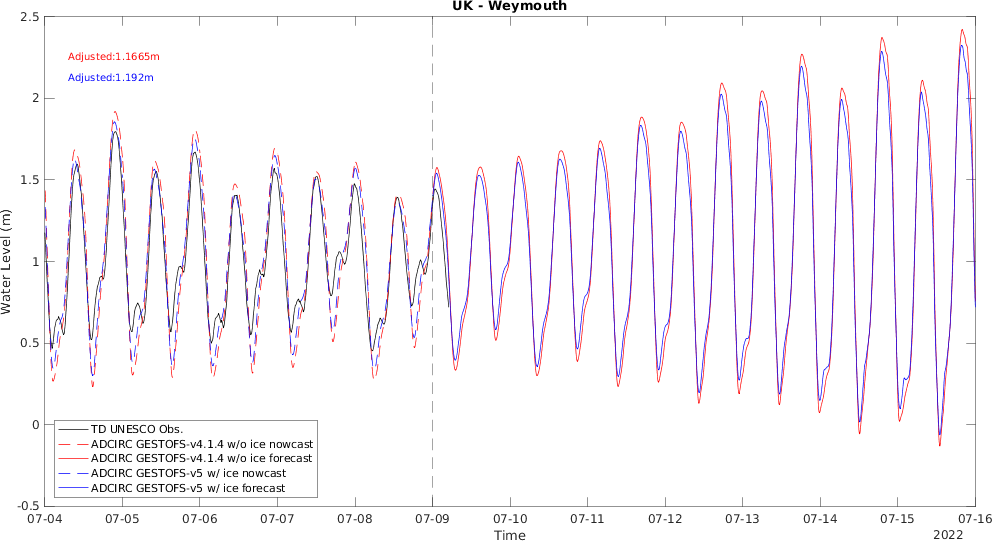 UK - Weymouth
2.5
Adjusted:1.1665m
Adjusted:1.192m
2
1.5
1
0.5
0
-0.5
Water Level (m)
TD UNESCO Obs.
ADCIRC GESTOFS-v4.1.4 w/o ice nowcast
ADCIRC GESTOFS-v4.1.4 w/o ice forecast
ADCIRC GESTOFS-v5 w/ ice nowcast
ADCIRC GESTOFS-v5 w/ ice forecast
07-04 07-05 07-06 07-07 07-08 07-09 07-10 07-11 07-12 07-13 07-14 07-15 07-16
Time
2022